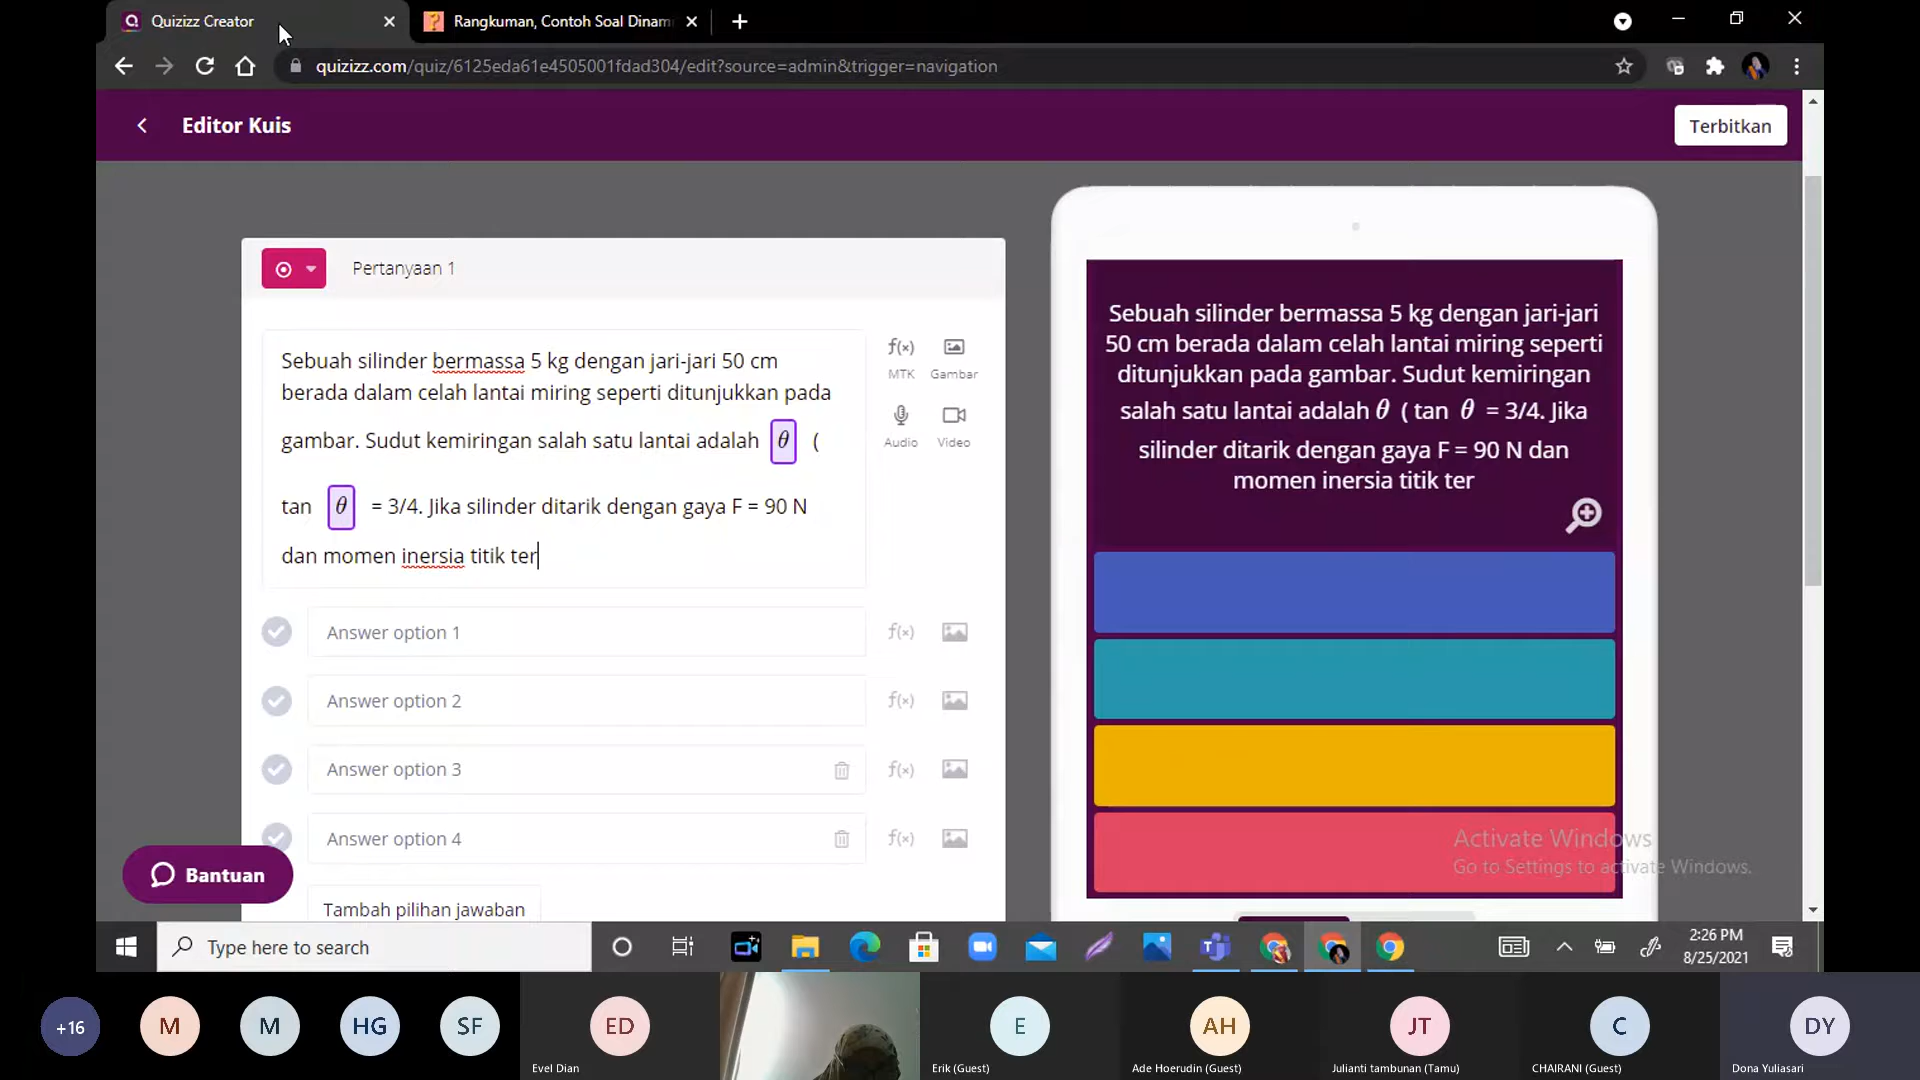 Quizizz Creator
Rangkuman, Contoh Soal Dinam
quizizz.com/quiz/6125eda61e4505001fdad304/edit?source=admin&trigger=navigation
Editor Kuis
Terbitkan
Pertanyaan 1
Sebuah silinder bermassa 5 kg dengan jari-jari 50 cm
berada dalam celah lantai miring seperti ditunjukkan pada
gambar. Sudut kemiringan salah satu lantai adalah θ (
tan θ = 3/4. Jika silinder ditarik dengan gaya F = 90 N
dan momen inersia titik ter
f(x)
MTK
Gambar
Audio
Video
Answer option 1
f(x)
Answer option 2
f(x)
Answer option 3
f(x)
Answer option 4
f(x)
Tambah pilihan jawaban
Bantuan
Sebuah silinder bermassa 5 kg dengan jari-jari
50 cm berada dalam celah lantai miring seperti
ditunjukkan pada gambar. Sudut kemiringan
salah satu lantai adalah θ ( tan θ = 3/4. Jika
silinder ditarik dengan gaya F = 90 N dan
momen inersia titik ter
Activate Windows
Go to Settings to activate Windows.
Type here to search
2:26 PM
8/25/2021
+16
M
M
HG
SF
ED
Evel Dian
E
Erik (Guest)
AH
Ade Hoerudin (Guest)
JT
Julianti tambunan (Tamu)
C
CHAIRANI (Guest)
DY
Dona Yuliasari